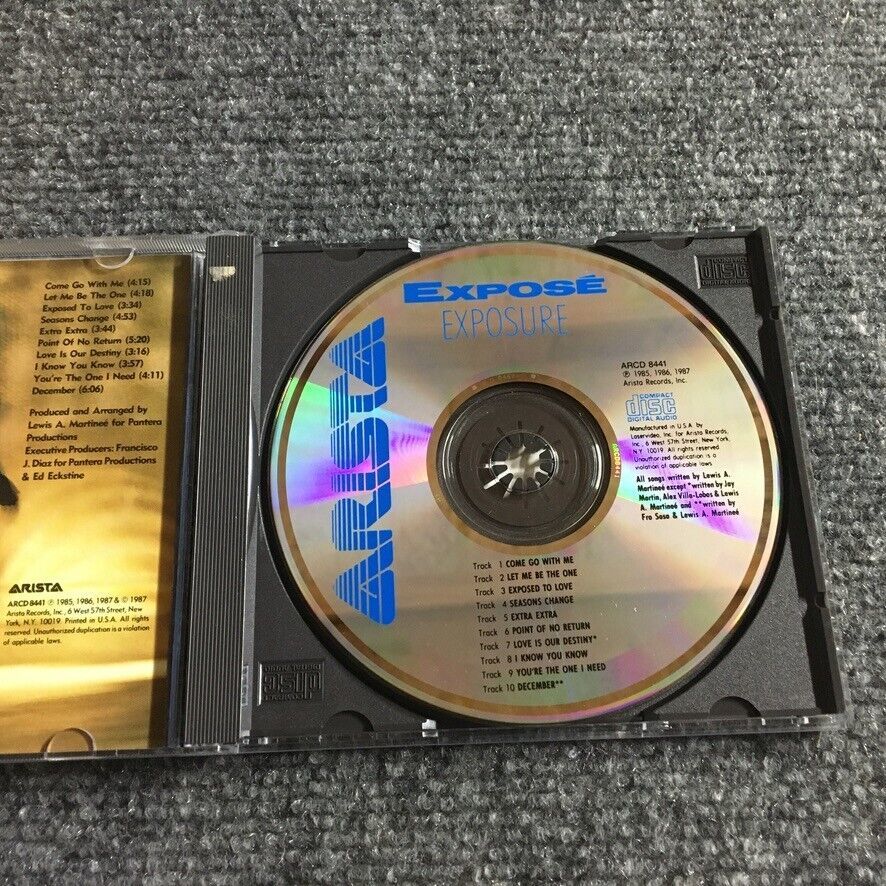 Come Go With Me (4:15)
Let Me Be The One (4:18)
Exposed To Love (3:34)
Seasons Change (4:53)
Extra Extra (3:44)
Point Of No Return (5:20)
Love Is Our Destiny (3:16)
I Know You Know (3:57)
You're The One I Need (4:11)
December (6:06)
Produced and Arranged by
Lewis A. Martineé for Pantera
Productions
Executive Producers: Francisco
J. Diaz for Pantera Productions
& Ed Eckstine
ARISTA
ARCD 8441 ℗ 1985, 1986, 1987 & © 1987
Arista Records, Inc., 6 West 57th Street, New
York, N.Y. 10019. Printed in U.S.A. All rights
reserved. Unauthorized duplication is a violation
of applicable laws.
EXPOSÉ
EXPOSURE
ARISTA
ARCD 8441
℗ 1985, 1986, 1987
Arista Records, Inc.
COMPACT
disc
DIGITAL AUDIO
Manufactured in U.S.A. by
Laservideo, Inc. for Arista Records,
Inc., 6 West 57th Street, New York,
N.Y. 10019. All rights reserved.
Unauthorized duplication is a
violation of applicable laws.
All songs written by Lewis A.
Martineé except *written by Jay
Martin, Alex Villa-Lobos & Lewis
A. Martineé and **written by
Fro Sosa & Lewis A. Martineé
Track 1 COME GO WITH ME
Track 2 LET ME BE THE ONE
Track 3 EXPOSED TO LOVE
Track 4 SEASONS CHANGE
Track 5 EXTRA EXTRA
Track 6 POINT OF NO RETURN
Track 7 LOVE IS OUR DESTINY*
Track 8 I KNOW YOU KNOW
Track 9 YOU'RE THE ONE I NEED
Track 10 DECEMBER**
COMPACT
disc
DIGITAL AUDIO
COMPACT
disc
DIGITAL AUDIO